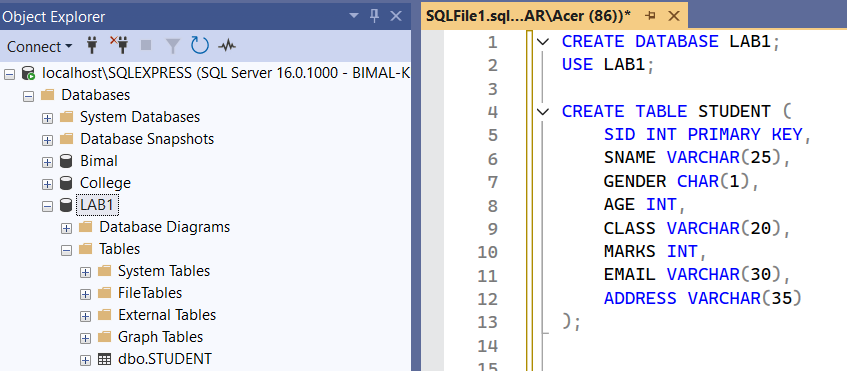 Object Explorer
Connect
localhost\SQLEXPRESS (SQL Server 16.0.1000 - BIMAL-K
Databases
System Databases
Database Snapshots
Bimal
College
LAB1
Database Diagrams
Tables
System Tables
FileTables
External Tables
Graph Tables
dbo.STUDENT
SQLFile1.sql...AR\Acer (86))*
1 CREATE DATABASE LAB1;
2 USE LAB1;
3
4 CREATE TABLE STUDENT (
5 SID INT PRIMARY KEY,
6 SNAME VARCHAR(25),
7 GENDER CHAR(1),
8 AGE INT,
9 CLASS VARCHAR(20),
10 MARKS INT,
11 EMAIL VARCHAR(30),
12 ADDRESS VARCHAR(35)
13 );
14
15